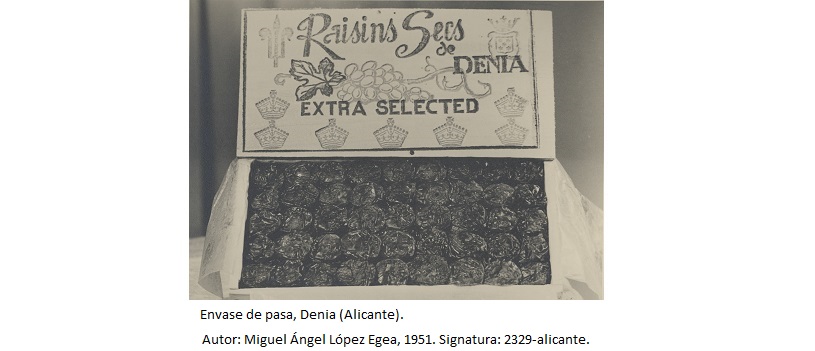 Raisins Secs
de
DENIA
EXTRA SELECTED
Envase de pasa, Denia (Alicante).
Autor: Miguel Ángel López Egea, 1951. Signatura: 2329-alicante.